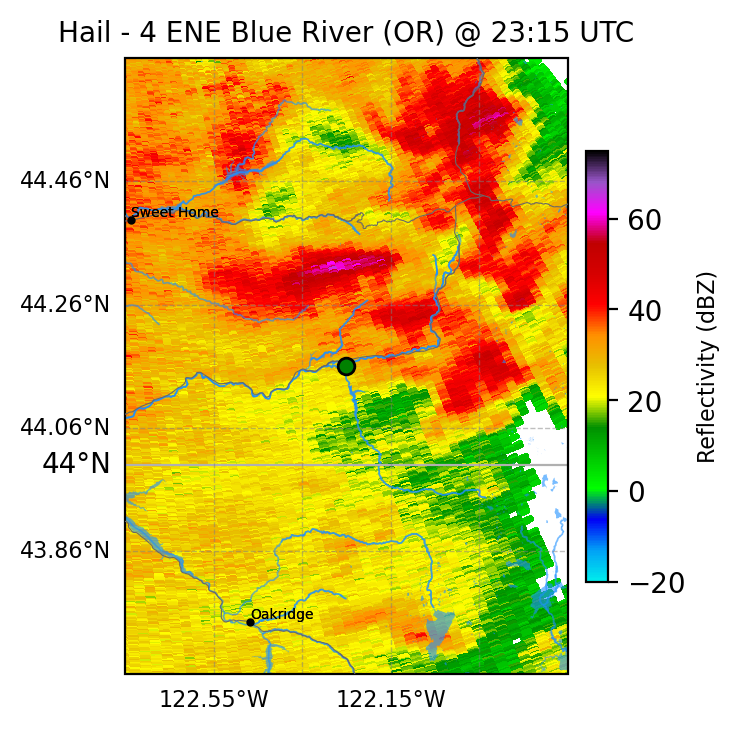 Hail - 4 ENE Blue River (OR) @ 23:15 UTC
44.46°N
Sweet Home
44.26°N
44.06°N
44°N
43.86°N
Oakridge
122.55°W
122.15°W
60
40
20
0
−20
Reflectivity (dBZ)